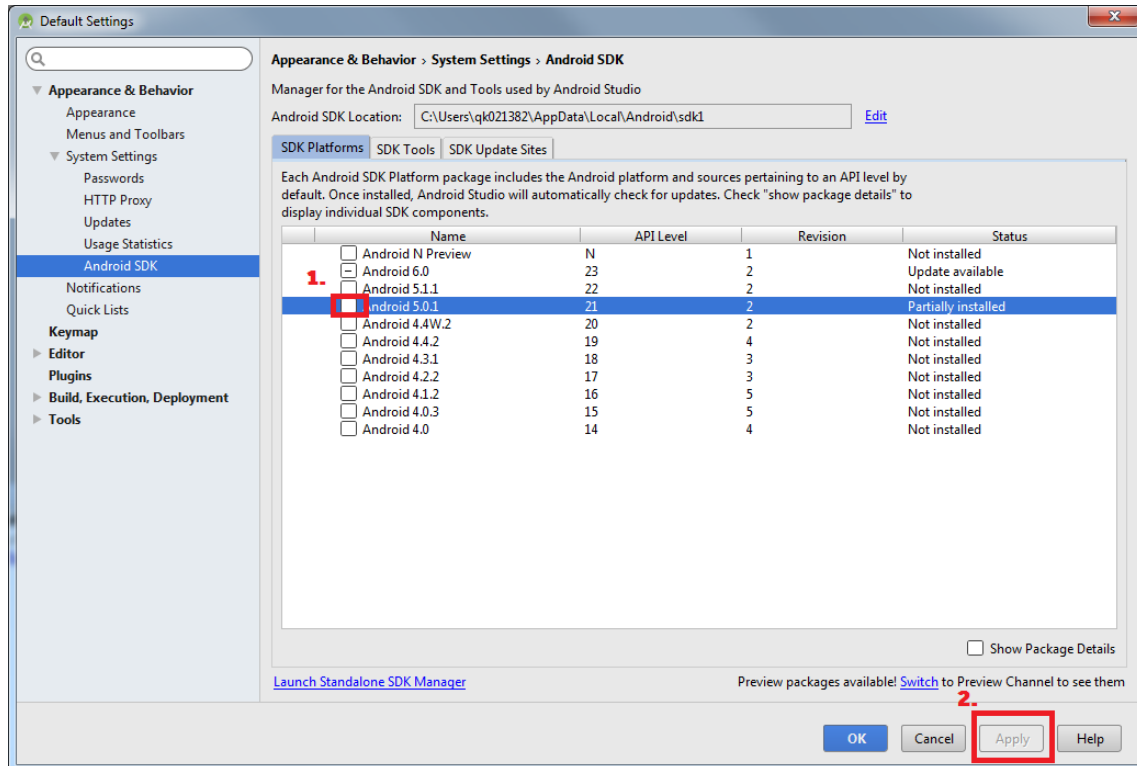 Default Settings
Appearance & Behavior
Appearance
Menus and Toolbars
System Settings
Passwords
HTTP Proxy
Updates
Usage Statistics
Android SDK
Notifications
Quick Lists
Keymap
Editor
Plugins
Build, Execution, Deployment
Tools
Appearance & Behavior › System Settings › Android SDK
Manager for the Android SDK and Tools used by Android Studio
Android SDK Location: C:\Users\qk021382\AppData\Local\Android\sdk1 Edit
SDK Platforms SDK Tools SDK Update Sites
Each Android SDK Platform package includes the Android platform and sources pertaining to an API level by
default. Once installed, Android Studio will automatically check for updates. Check "show package details" to
display individual SDK components.
Name API Level Revision Status
Android N Preview N 1 Not installed
Android 6.0 23 2 Update available
1.
Android 5.1.1 22 2 Not installed
Android 5.0.1 21 2 Partially installed
Android 4.4W.2 20 2 Not installed
Android 4.4.2 19 4 Not installed
Android 4.3.1 18 3 Not installed
Android 4.2.2 17 3 Not installed
Android 4.1.2 16 5 Not installed
Android 4.0.3 15 5 Not installed
Android 4.0 14 4 Not installed
Show Package Details
Launch Standalone SDK Manager Preview packages available! Switch to Preview Channel to see them
2.
OK Cancel Apply Help